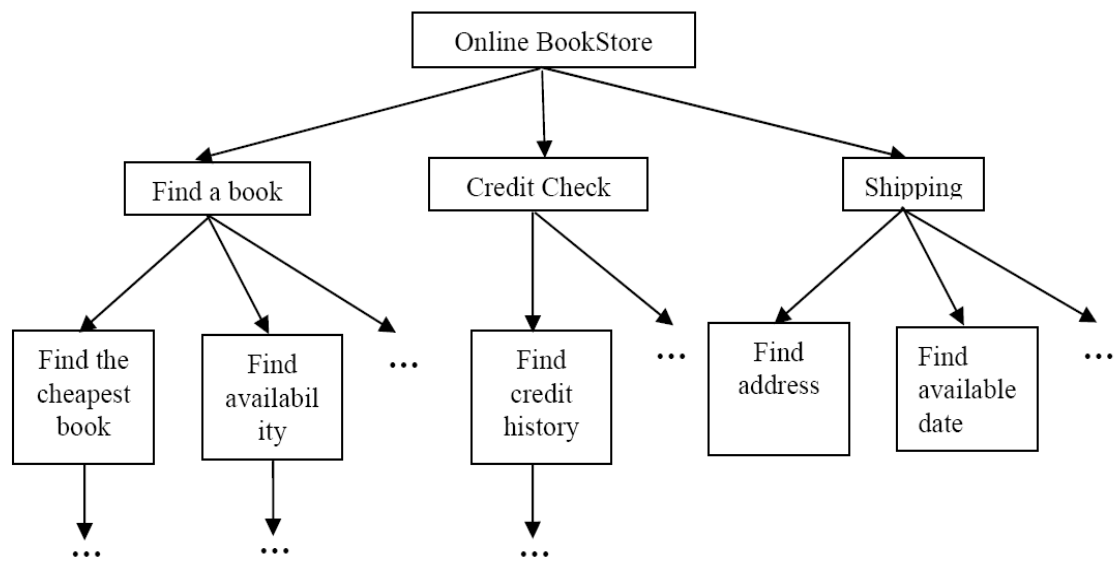 Online BookStore
Find a book
Credit Check
Shipping
Find the
cheapest
book
Find
availabil
ity
...
Find
credit
history
...
Find
address
Find
available
date
...
...
...
...